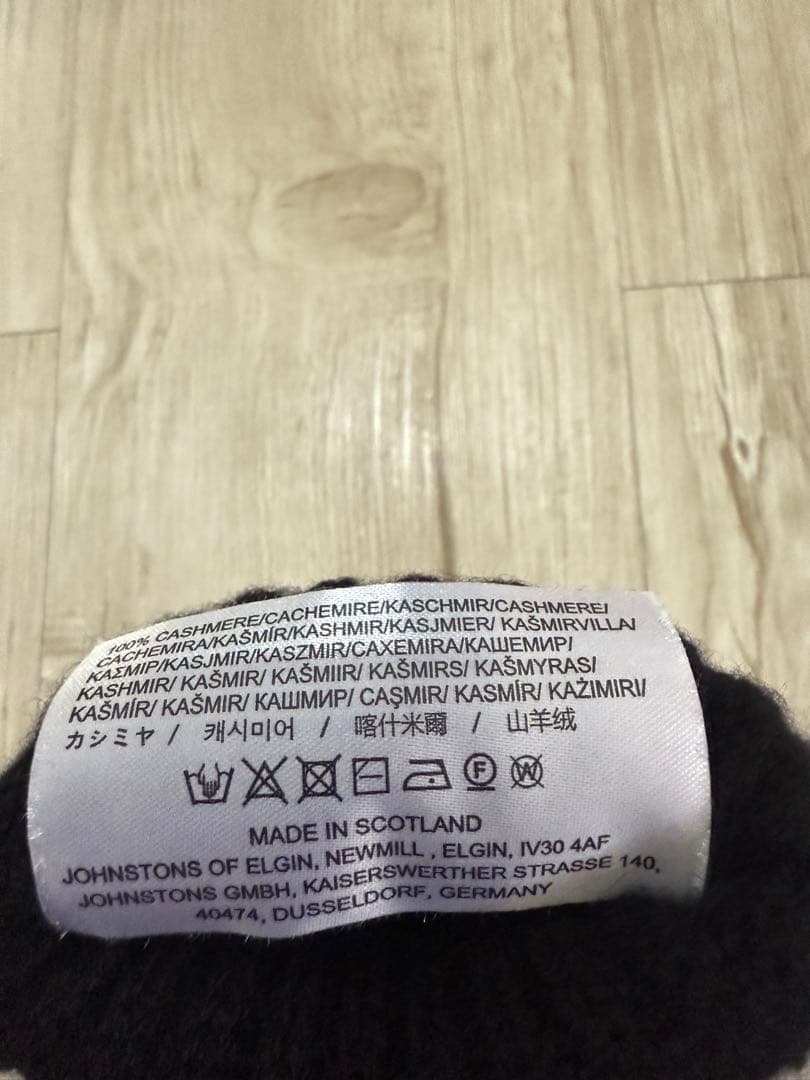 100% CASHMERE/CACHEMIRE/KASCHMIR/CASHMERE/
CACHEMIRA/KAŠMÍR/KASHMIR/KASJMIER/ KAŠMIRVILLA/
ΚΑΣΜΙΡ/KASJMIR/KASZMIR/CAXEMIRA/КАШЕМИР/
KASHMIR/ KAŠMIR/ KAŠMIIR/ KAŠMIRS/ KAŠMYRAS/
KAŠMÍR/ KAŠMIR/ КАШМИР/ CAŞMIR/ KASMÍR/ KAŻIMIRI/
カシミヤ / 캐시미어 / 喀什米爾 / 山羊绒
F W
MADE IN SCOTLAND
JOHNSTONS OF ELGIN, NEWMILL , ELGIN, IV30 4AF
JOHNSTONS GMBH, KAISERSWERTHER STRASSE 140,
40474, DUSSELDORF, GERMANY